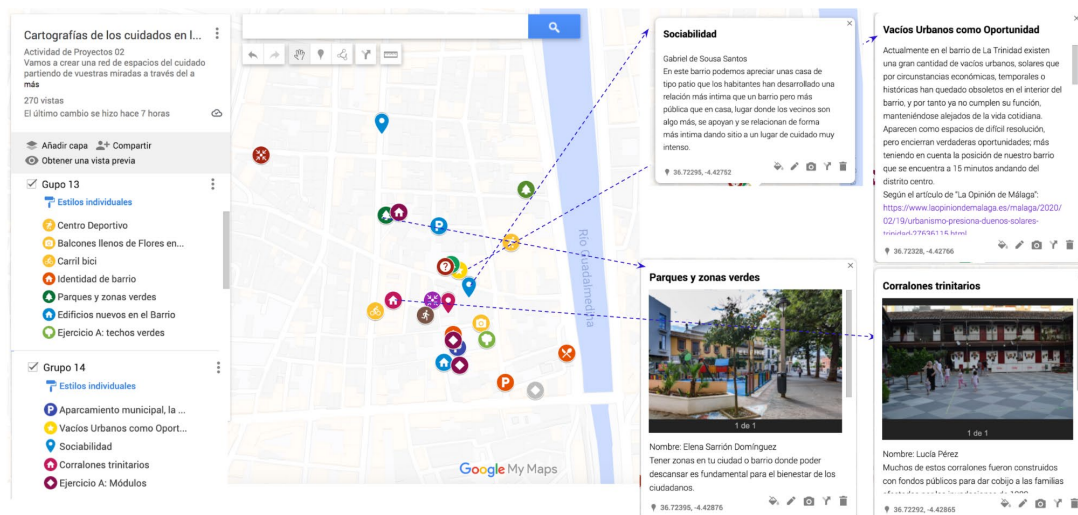 Cartografías de los cuidados en l...
Actividad de Proyectos 02
Vamos a crear una red de espacios del cuidado
partiendo de vuestras miradas a través del a
más
270 vistas
El último cambio se hizo hace 7 horas
Añadir capa Compartir
Obtener una vista previa
Gupo 13
Estilos individuales
Centro Deportivo
Balcones llenos de Flores en...
Carril bici
Identidad de barrio
Parques y zonas verdes
Edificios nuevos en el Barrio
Ejercicio A: techos verdes
Grupo 14
Estilos individuales
Aparcamiento municipal, la ...
Vacíos Urbanos como Oport...
Sociabilidad
Corralones trinitarios
Ejercicio A: Módulos
Río Guadalmedina
Google My Maps
Sociabilidad
Gabriel de Sousa Santos
En este barrio podemos apreciar unas casa de
tipo patio que los habitantes han desarrollado una
relación más intima que un barrio pero más
pública que en casa, lugar donde los vecinos son
algo más, se apoyan y se relacionan de forma
más intima dando sitio a un lugar de cuidado muy
intenso.
36.72295, -4.42752
Vacíos Urbanos como Oportunidad
Actualmente en el barrio de La Trinidad existen
una gran cantidad de vacíos urbanos, solares que
por circunstancias económicas, temporales o
históricas han quedado obsoletos en el interior del
barrio, y por tanto ya no cumplen su función,
manteniéndose alejados de la vida cotidiana.
Aparecen como espacios de difícil resolución,
pero encierran verdaderas oportunidades; más
teniendo en cuenta la posición de nuestro barrio
que se encuentra a 15 minutos andando del
distrito centro.
Según el artículo de "La Opinión de Málaga":
https://www.laopiniondemalaga.es/malaga/2020/
02/19/urbanismo-presiona-duenos-solares-
trinidad-27636115.html
36.72328, -4.42766
Parques y zonas verdes
1 de 1
Nombre: Elena Sarrión Domínguez
Tener zonas en tu ciudad o barrio donde poder
descansar es fundamental para el bienestar de los
ciudadanos.
36.72395, -4.42876
Corralones trinitarios
1 de 1
Nombre: Lucía Pérez
Muchos de estos corralones fueron construidos
con fondos públicos para dar cobijo a las familias
36.72292, -4.42865